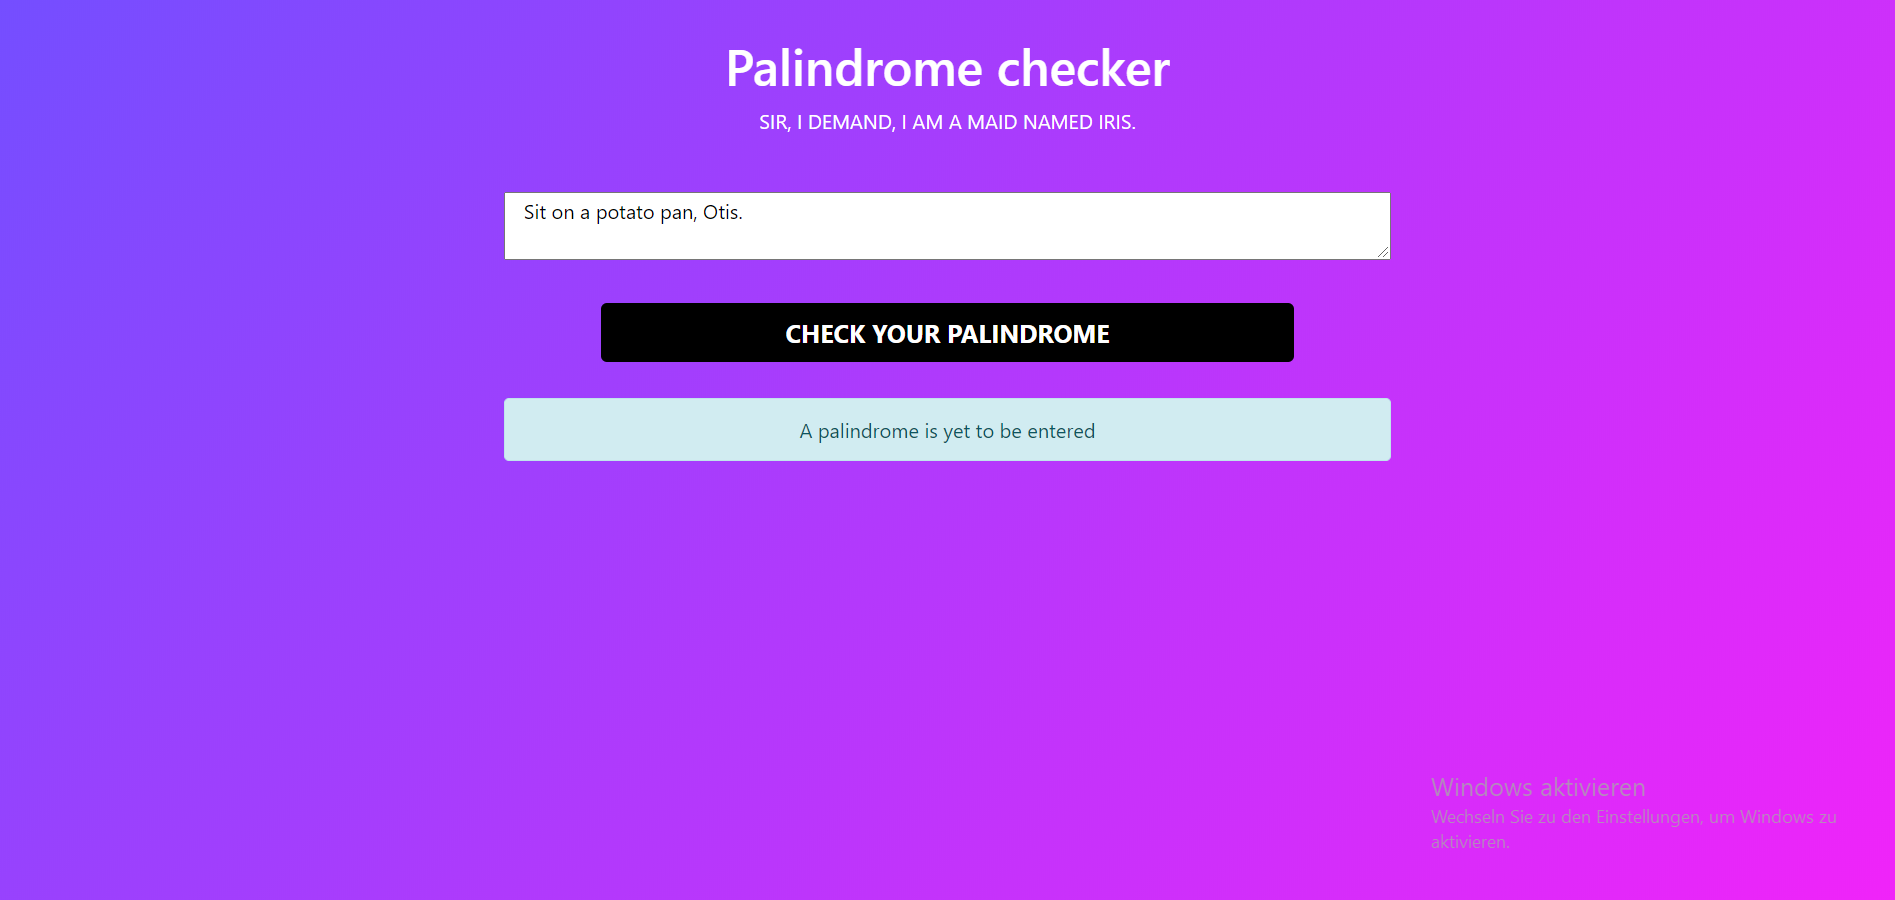 Palindrome checker
SIR, I DEMAND, I AM A MAID NAMED IRIS.
Sit on a potato pan, Otis.
CHECK YOUR PALINDROME
A palindrome is yet to be entered
Windows aktivieren
Wechseln Sie zu den Einstellungen, um Windows zu
aktivieren.